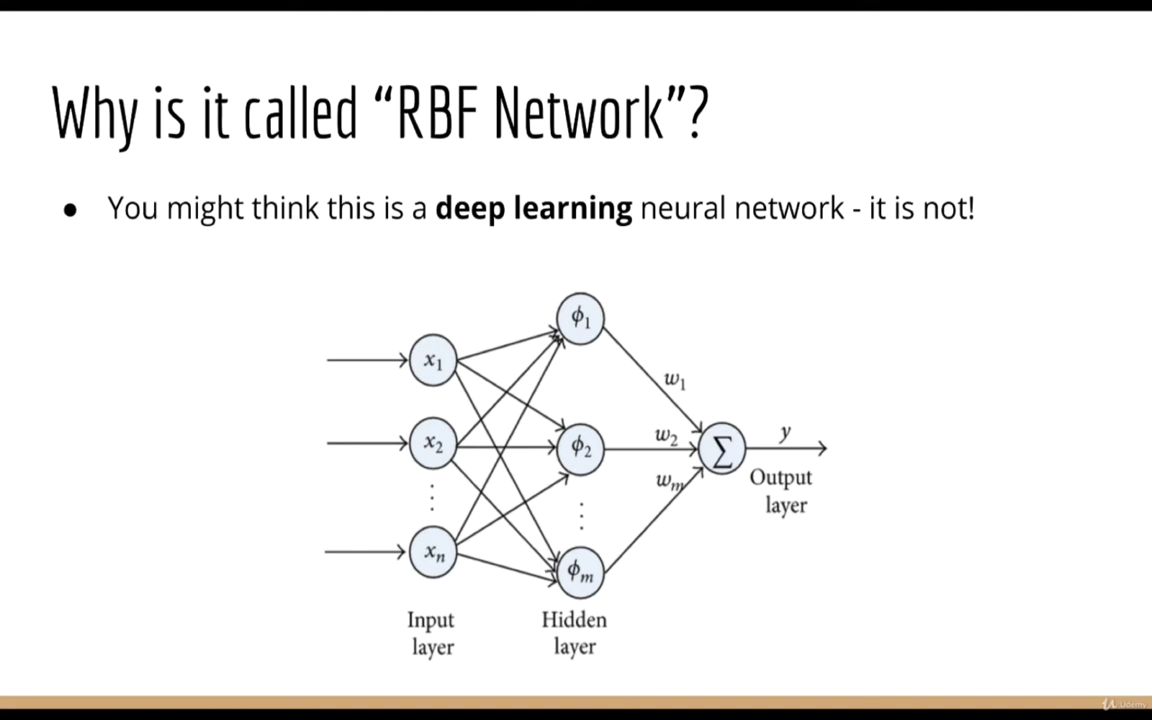 Why is it called “RBF Network”?
● You might think this is a deep learning neural network - it is not!
ϕ₁
x₁
w₁
x₂
ϕ₂
w₂
Σ
y
wₘ
Output
layer
xₙ
ϕₘ
Input
layer
Hidden
layer
Udemy